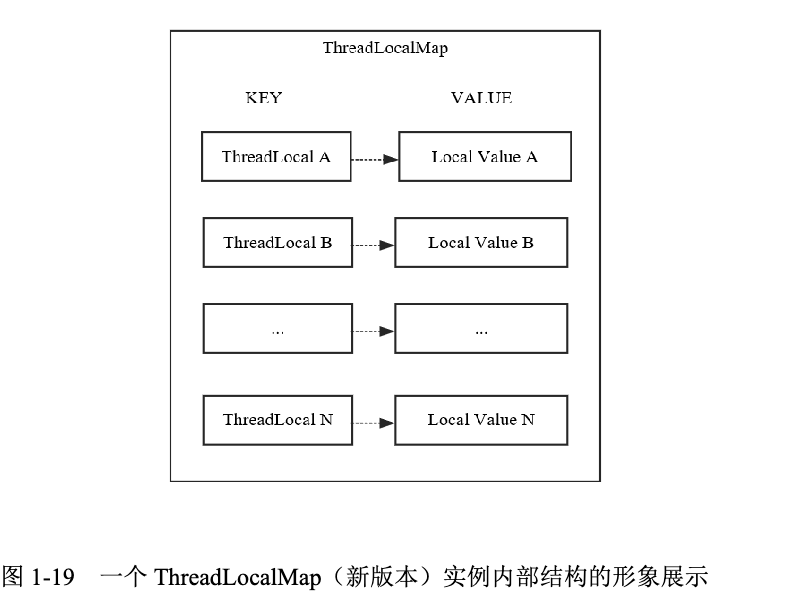 ThreadLocalMap
KEY VALUE
ThreadLocal A Local Value A
ThreadLocal B Local Value B
... ...
ThreadLocal N Local Value N
图 1-19 一个 ThreadLocalMap（新版本）实例内部结构的形象展示